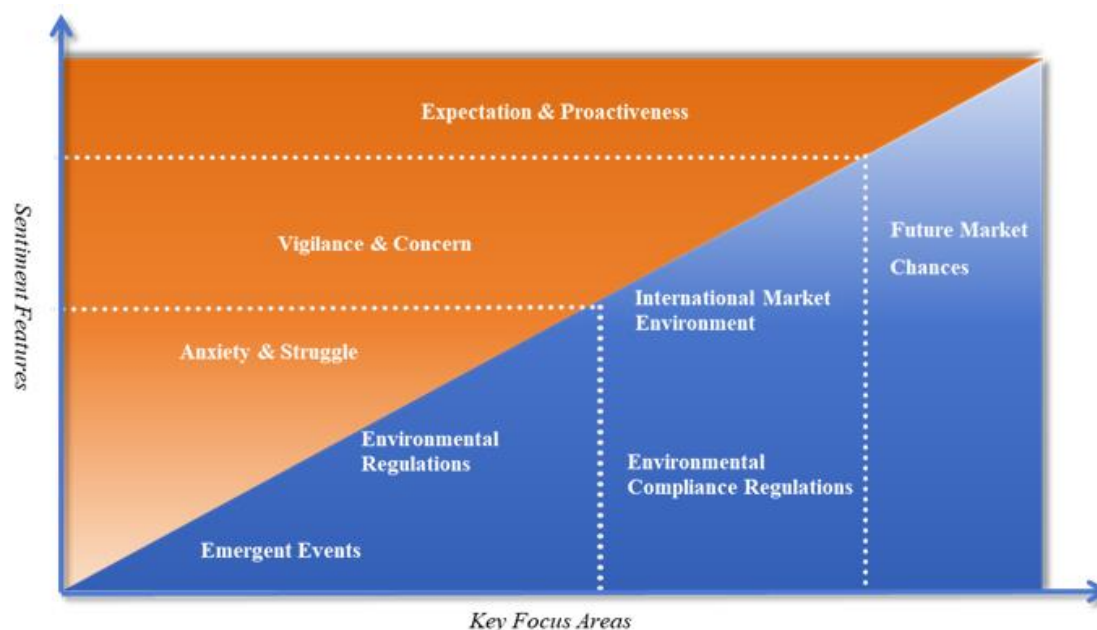 Expectation & Proactiveness
Vigilance & Concern
Anxiety & Struggle
Future Market
Chances
International Market
Environment
Environmental
Regulations
Environmental
Compliance Regulations
Emergent Events
Sentiment Features
Key Focus Areas